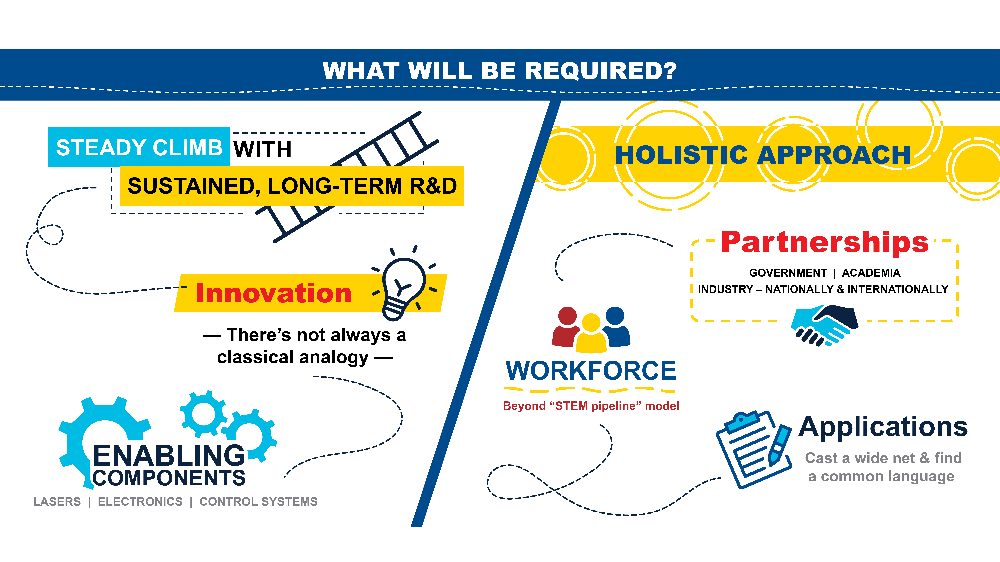 WHAT WILL BE REQUIRED?
STEADY CLIMB WITH
SUSTAINED, LONG-TERM R&D
Innovation
— There’s not always a
classical analogy —
ENABLING
COMPONENTS
LASERS | ELECTRONICS | CONTROL SYSTEMS
HOLISTIC APPROACH
Partnerships
GOVERNMENT | ACADEMIA
INDUSTRY – NATIONALLY & INTERNATIONALLY
WORKFORCE
Beyond “STEM pipeline” model
Applications
Cast a wide net & find
a common language